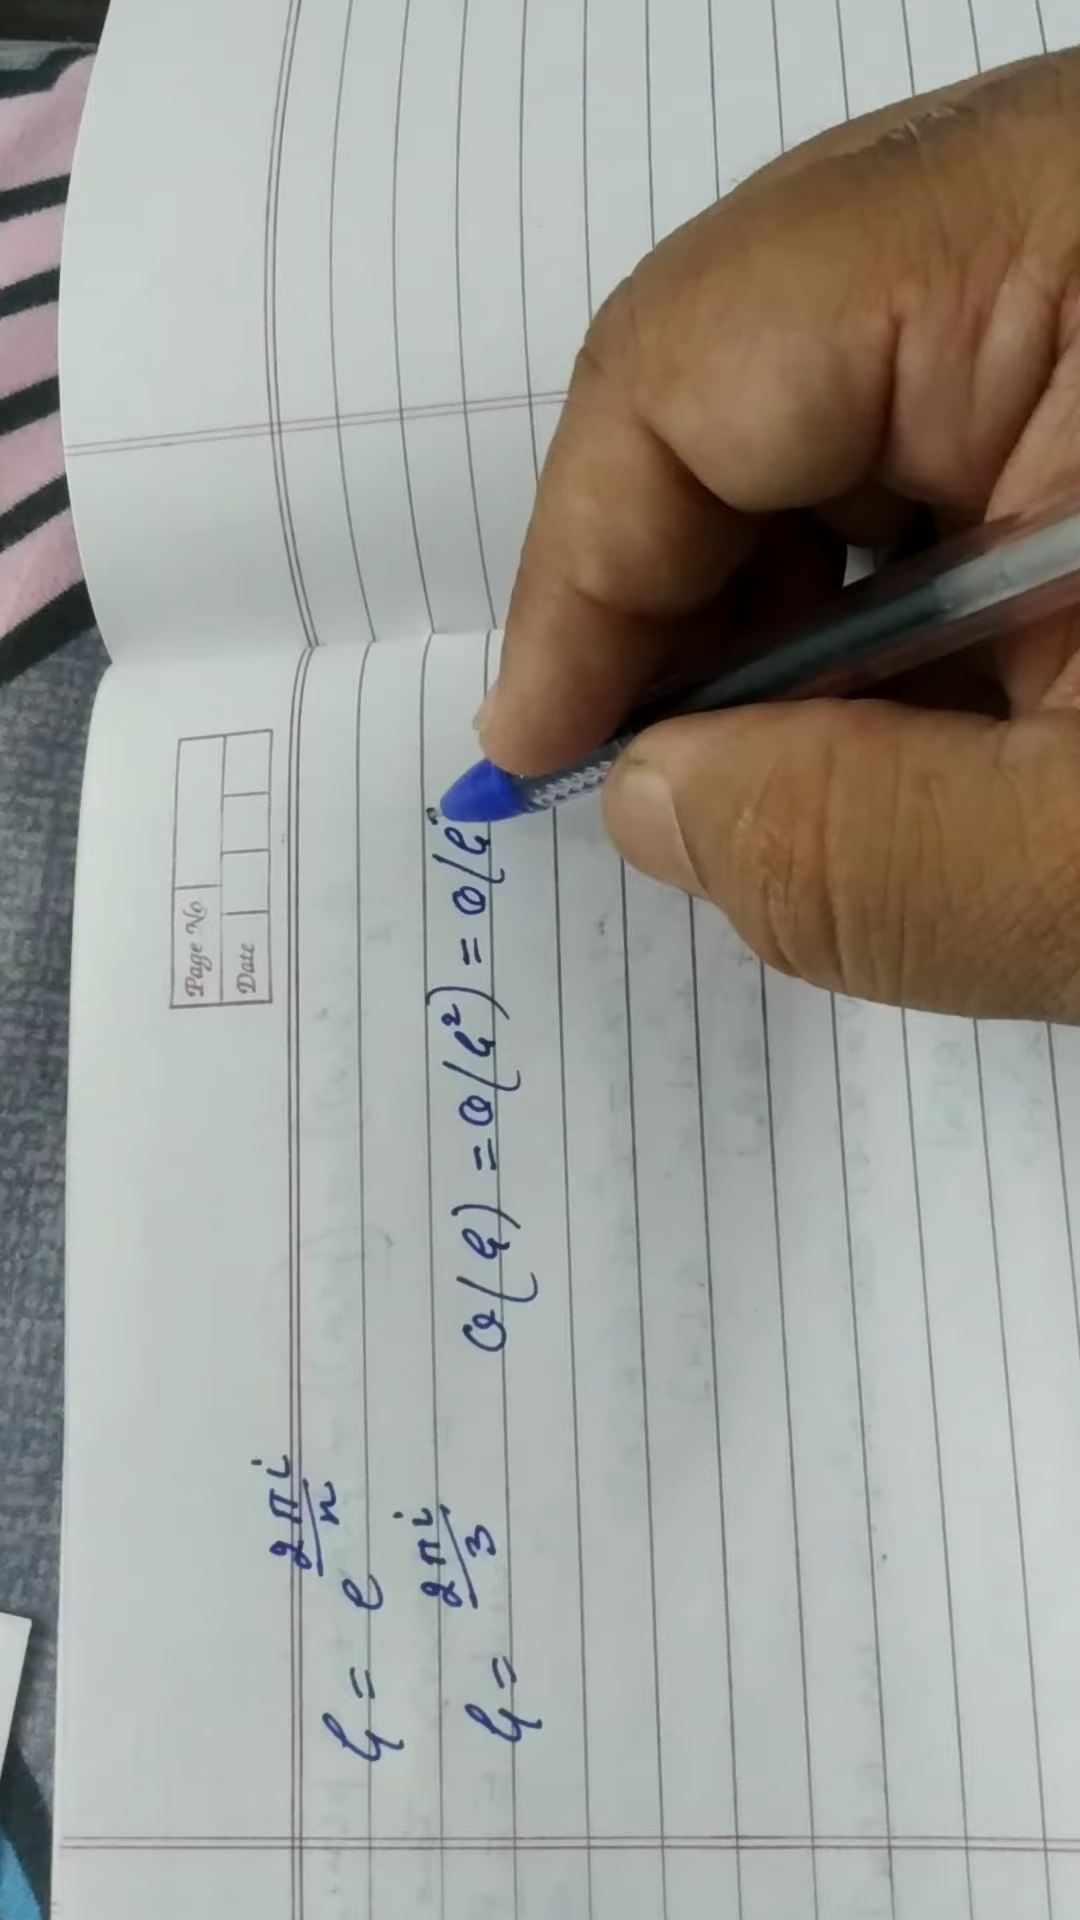 Page No
Date
ξ = e^(2πi/n)
ξ = 2πi/3
Q(ξ) = Q(ξ²) = Q(ξ